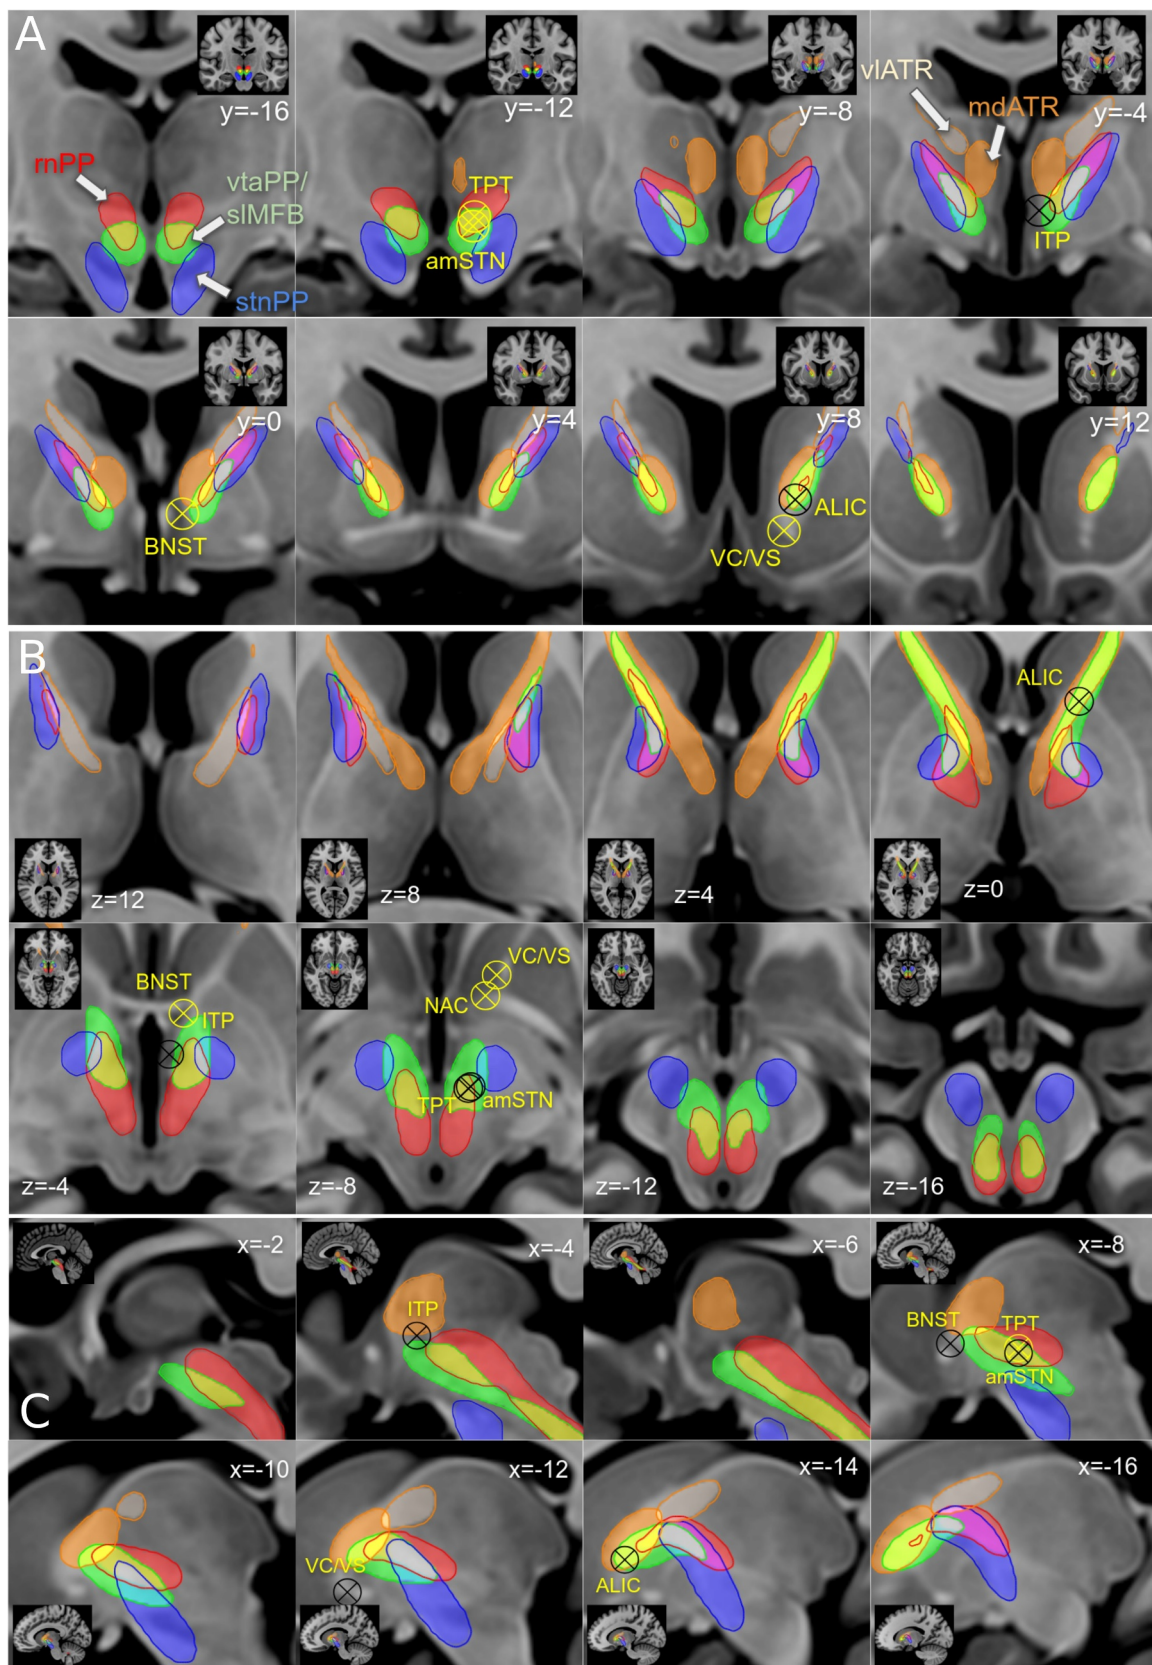 A
y=-16
y=-12
y=-8
y=-4
vlATR
mdATR
rnPP
vtaPP/
slMFB
stnPP
TPT
amSTN
ITP
y=0
y=4
y=8
y=12
BNST
ALIC
VC/VS
B
z=12
z=8
z=4
z=0
ALIC
BNST
ITP
VC/VS
NAC
TPT
amSTN
z=-4
z=-8
z=-12
z=-16
C
x=-2
x=-4
x=-6
x=-8
ITP
BNST
TPT
amSTN
x=-10
x=-12
x=-14
x=-16
VC/VS
ALIC